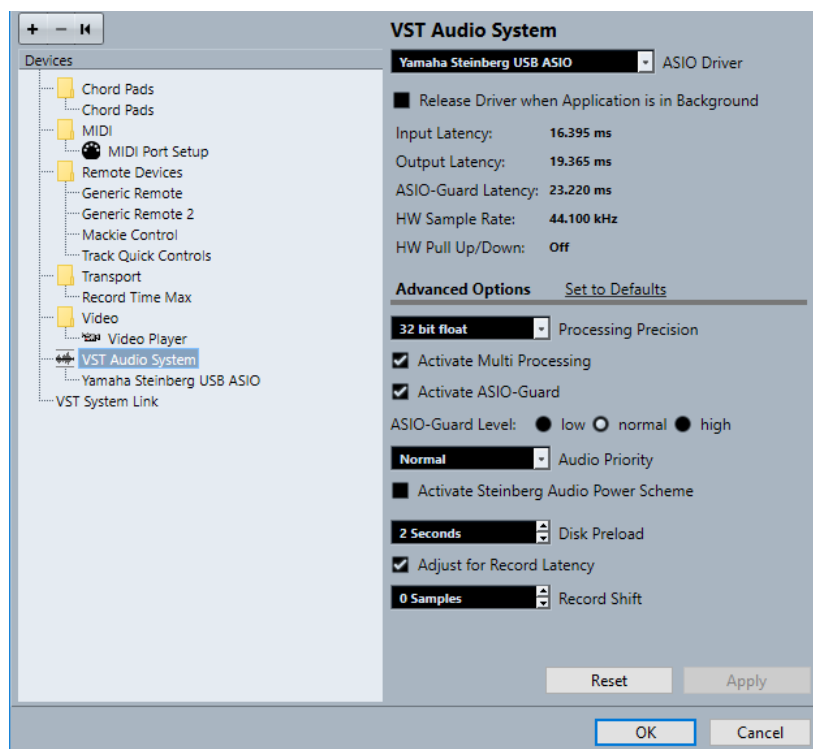 Devices
Chord Pads
Chord Pads
MIDI
MIDI Port Setup
Remote Devices
Generic Remote
Generic Remote 2
Mackie Control
Track Quick Controls
Transport
Record Time Max
Video
Video Player
VST Audio System
Yamaha Steinberg USB ASIO
VST System Link
VST Audio System
Yamaha Steinberg USB ASIO ASIO Driver
Release Driver when Application is in Background
Input Latency: 16.395 ms
Output Latency: 19.365 ms
ASIO-Guard Latency: 23.220 ms
HW Sample Rate: 44.100 kHz
HW Pull Up/Down: Off
Advanced Options Set to Defaults
32 bit float Processing Precision
Activate Multi Processing
Activate ASIO-Guard
ASIO-Guard Level: low normal high
Normal Audio Priority
Activate Steinberg Audio Power Scheme
2 Seconds Disk Preload
Adjust for Record Latency
0 Samples Record Shift
Reset Apply
OK Cancel